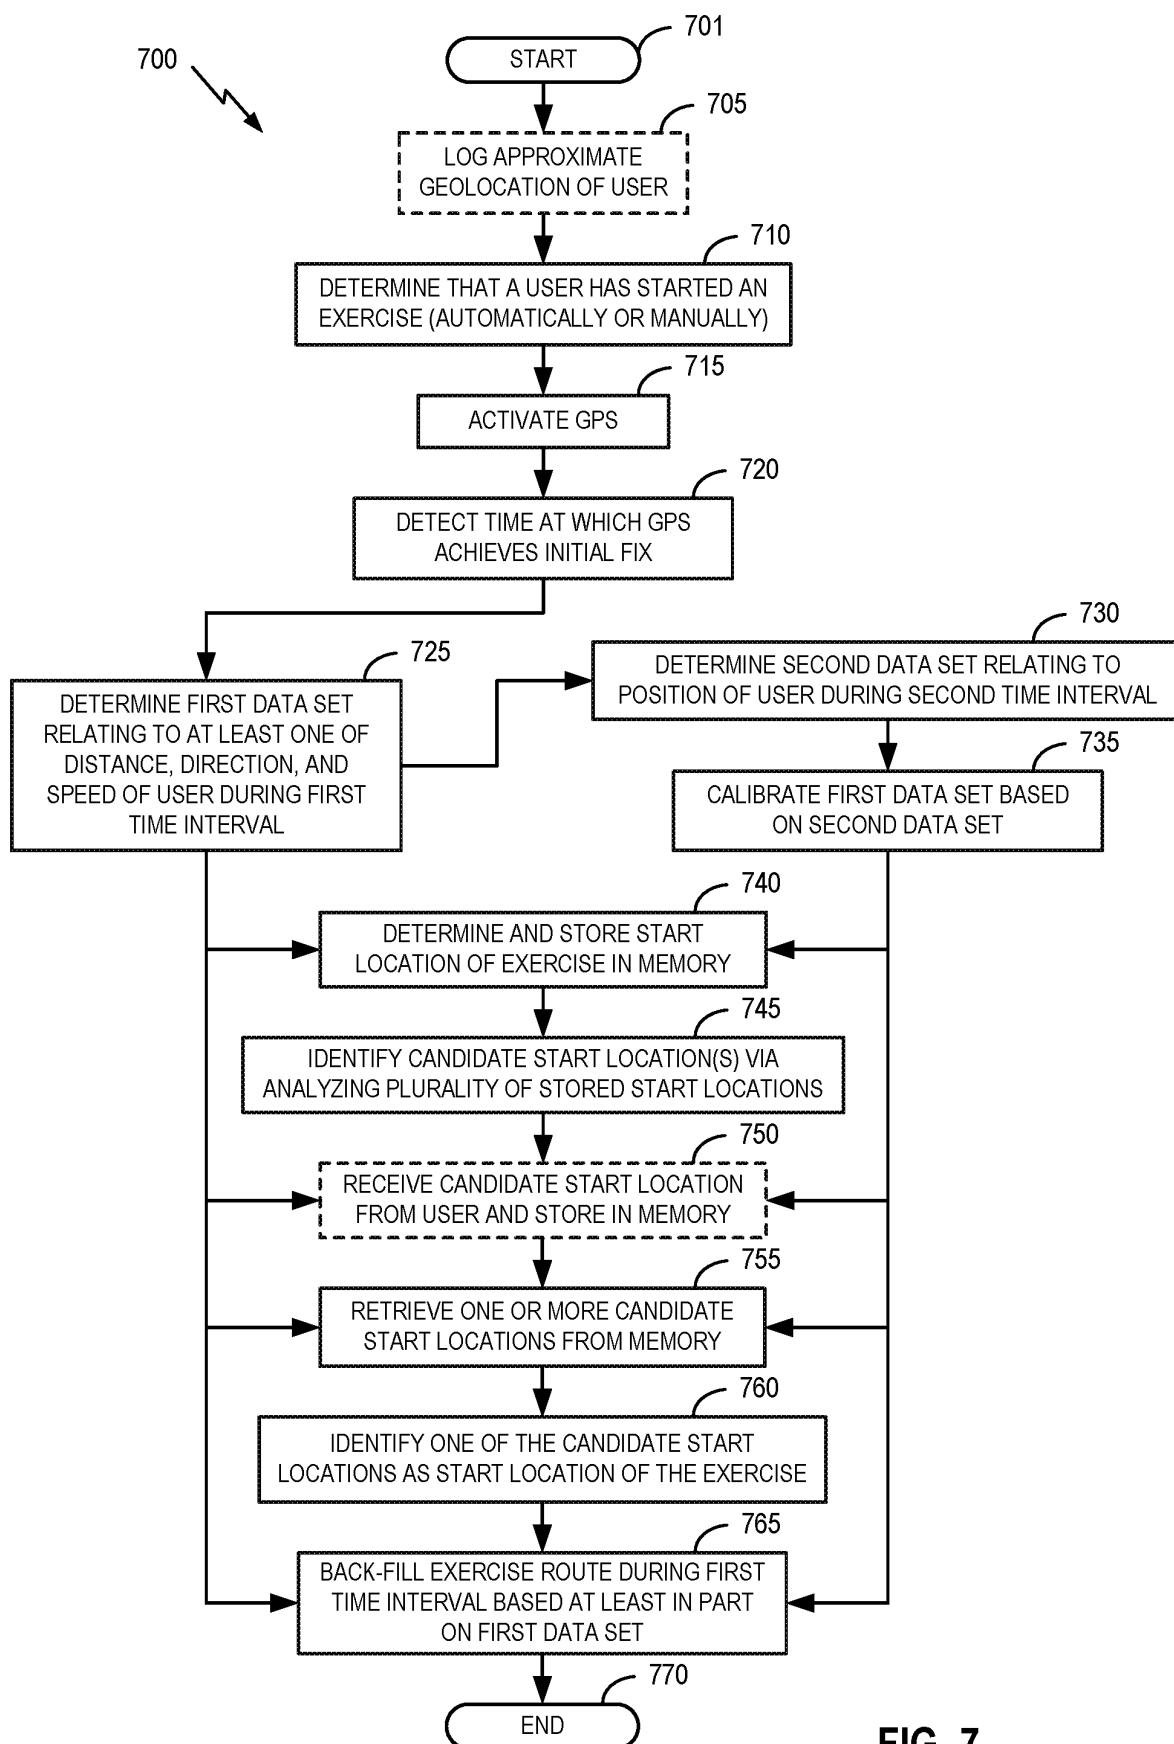 701
START
700
705
LOG APPROXIMATE
GEOLOCATION OF USER
710
DETERMINE THAT A USER HAS STARTED AN
EXERCISE (AUTOMATICALLY OR MANUALLY)
715
ACTIVATE GPS
720
DETECT TIME AT WHICH GPS
ACHIEVES INITIAL FIX
725
DETERMINE FIRST DATA SET
RELATING TO AT LEAST ONE OF
DISTANCE, DIRECTION, AND
SPEED OF USER DURING FIRST
TIME INTERVAL
730
DETERMINE SECOND DATA SET RELATING TO
POSITION OF USER DURING SECOND TIME INTERVAL
735
CALIBRATE FIRST DATA SET BASED
ON SECOND DATA SET
740
DETERMINE AND STORE START
LOCATION OF EXERCISE IN MEMORY
745
IDENTIFY CANDIDATE START LOCATION(S) VIA
ANALYZING PLURALITY OF STORED START LOCATIONS
750
RECEIVE CANDIDATE START LOCATION
FROM USER AND STORE IN MEMORY
755
RETRIEVE ONE OR MORE CANDIDATE
START LOCATIONS FROM MEMORY
760
IDENTIFY ONE OF THE CANDIDATE START
LOCATIONS AS START LOCATION OF THE EXERCISE
765
BACK-FILL EXERCISE ROUTE DURING FIRST
TIME INTERVAL BASED AT LEAST IN PART
ON FIRST DATA SET
770
END
FIG. 7